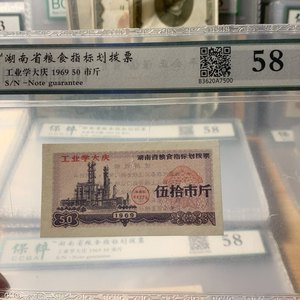 "湖南省粮食指标划拨票
工业学大庆 1969 50 市斤
S/N -Note guarantee
B3620A7500
58
工业学大庆
湖南省粮食指标划拨票
伍拾市斤
50
1969
保粹
"湖南省粮食指标划拨票
58